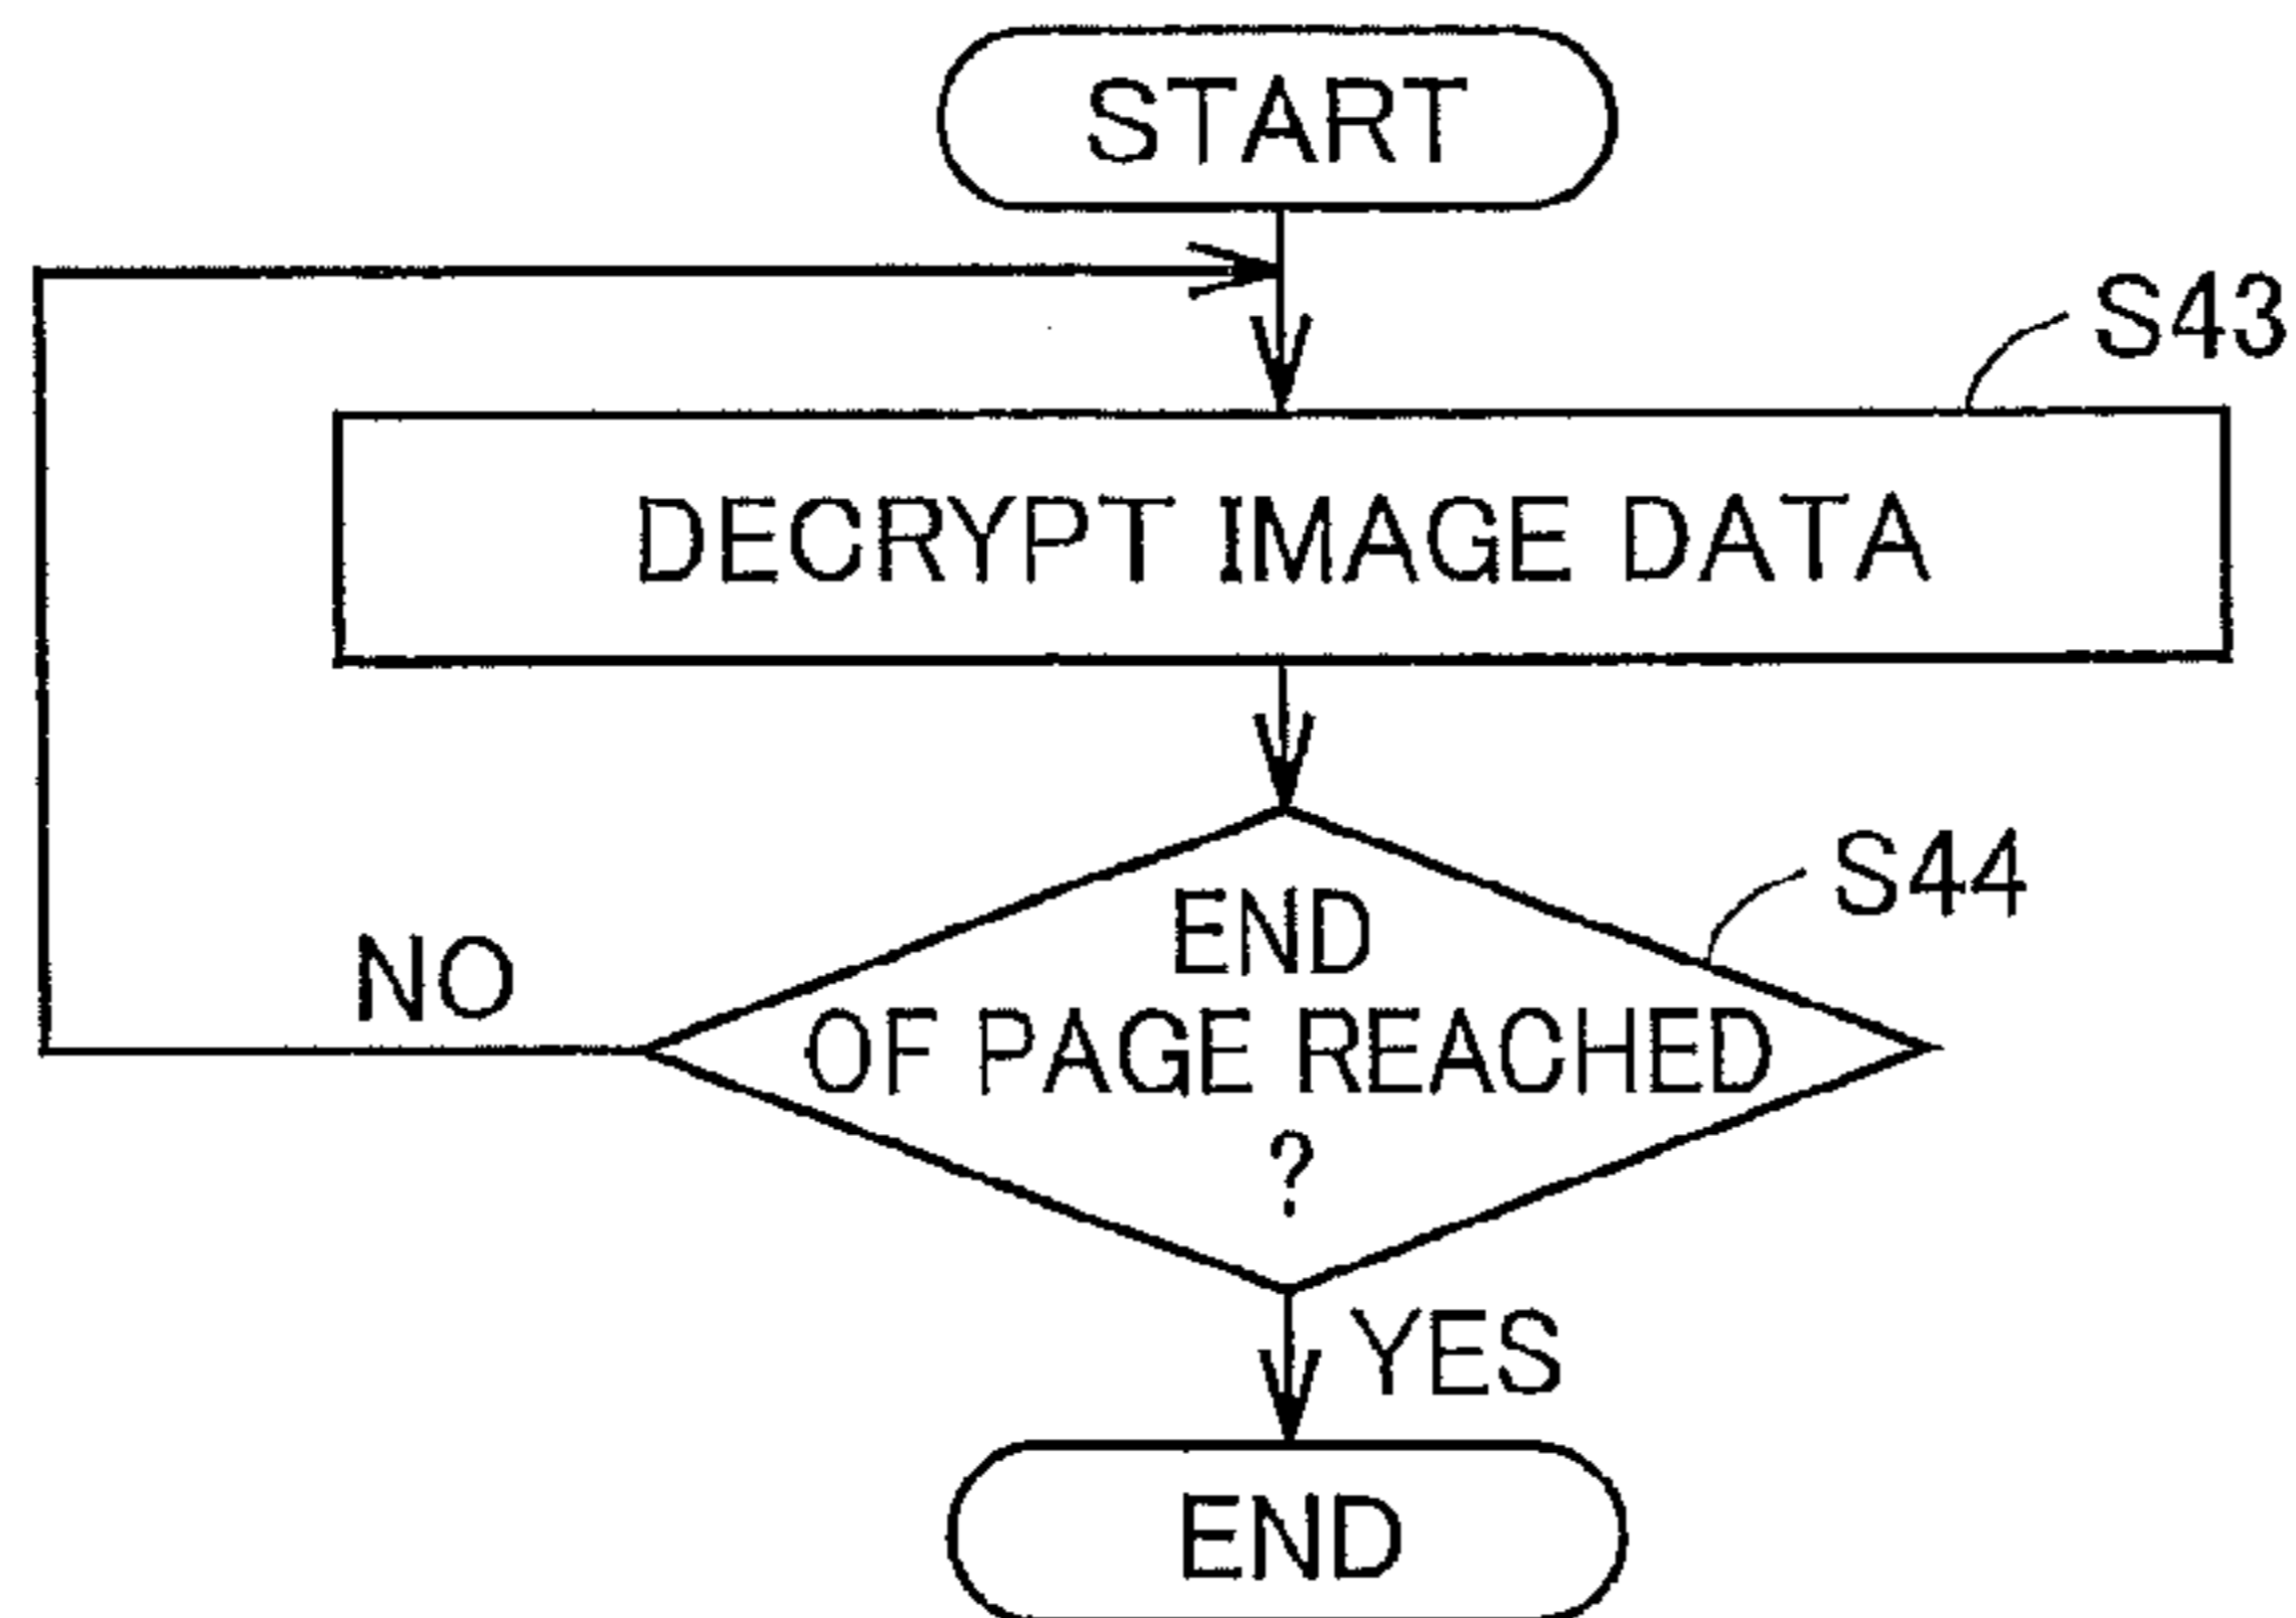 START
S43
DECRYPT IMAGE DATA
S44
END
OF PAGE REACHED
?
NO
YES
END